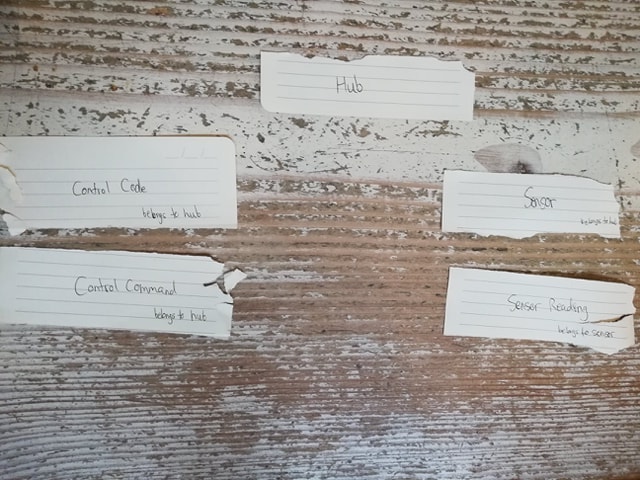 Hub
Control Code
belongs to hub
Sensor
belongs to hub
Control Command
belongs to hub
Sensor Reading
belongs to sensor